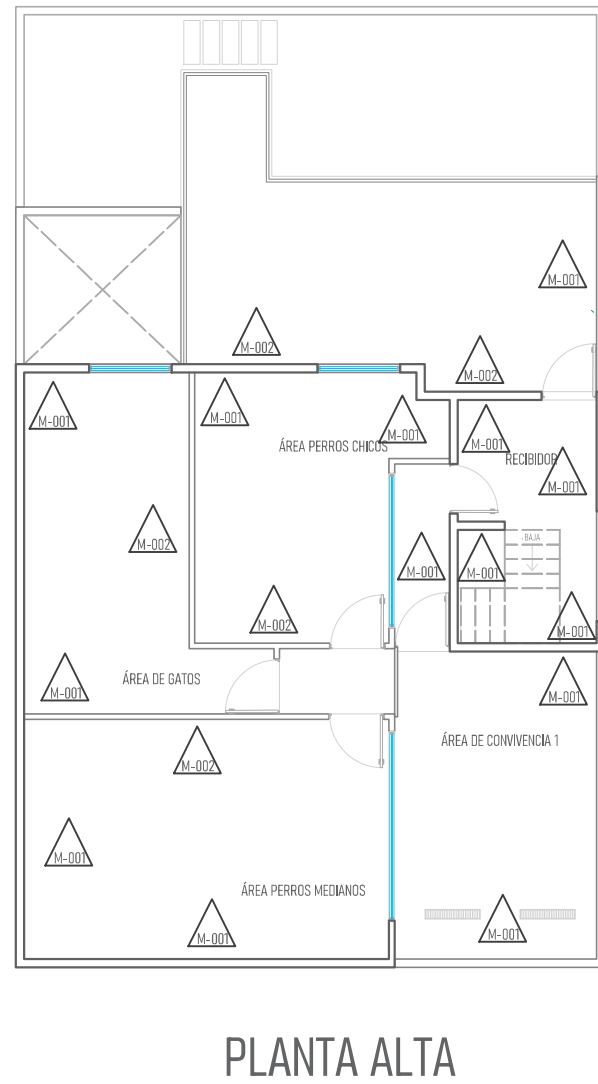 M-001
M-002
M-002
M-001
M-001
M-001
M-001
ÁREA PERROS CHICOS
RECIBIDOR
M-001
M-002
BAJA
M-001
M-001
M-002
M-001
ÁREA DE GATOS
M-001
M-001
ÁREA DE CONVIVENCIA 1
M-002
M-001
ÁREA PERROS MEDIANOS
M-001
M-001
PLANTA ALTA